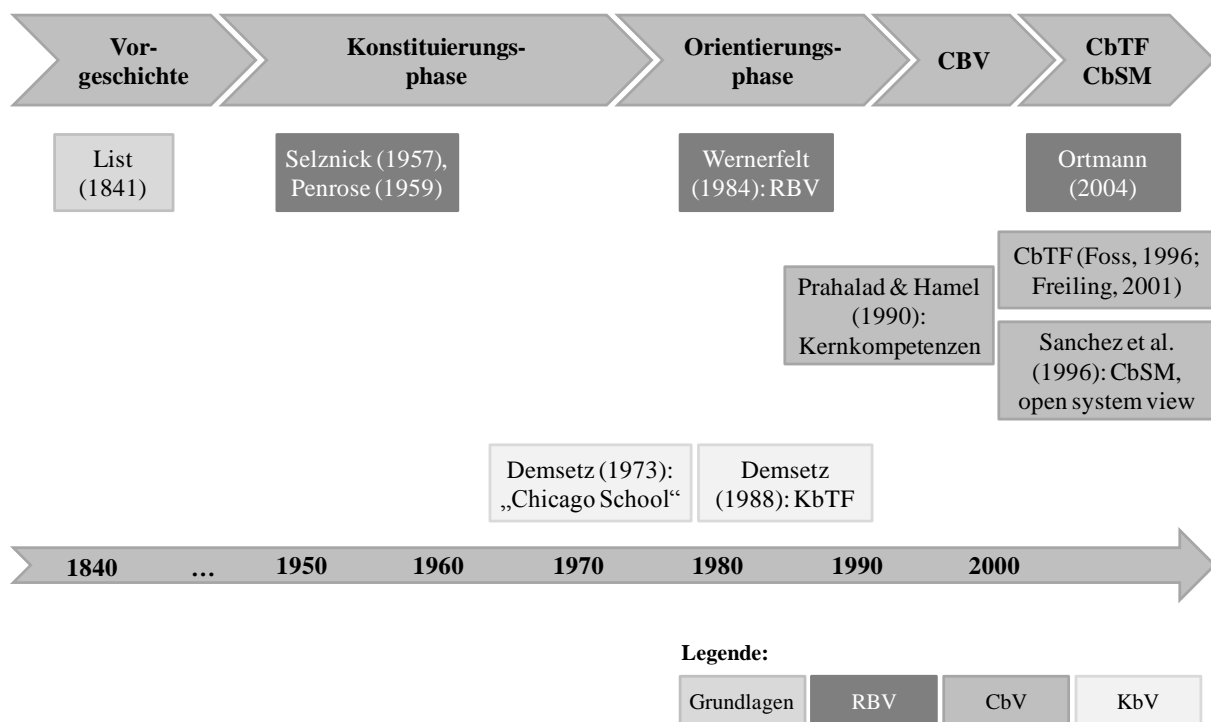 Vor-
geschichte
Konstituierungs-
phase
Orientierungs-
phase
CBV
CbTF
CbSM
List
(1841)
Selznick (1957),
Penrose (1959)
Wernerfelt
(1984): RBV
Ortmann
(2004)
CbTF (Foss, 1996;
Freiling, 2001)
Prahalad & Hamel
(1990):
Kernkompetenzen
Sanchez et al.
(1996): CbSM,
open system view
Demsetz (1973):
„Chicago School“
Demsetz
(1988): KbTF
1840 ... 1950 1960 1970 1980 1990 2000
Legende:
Grundlagen RBV CbV KbV